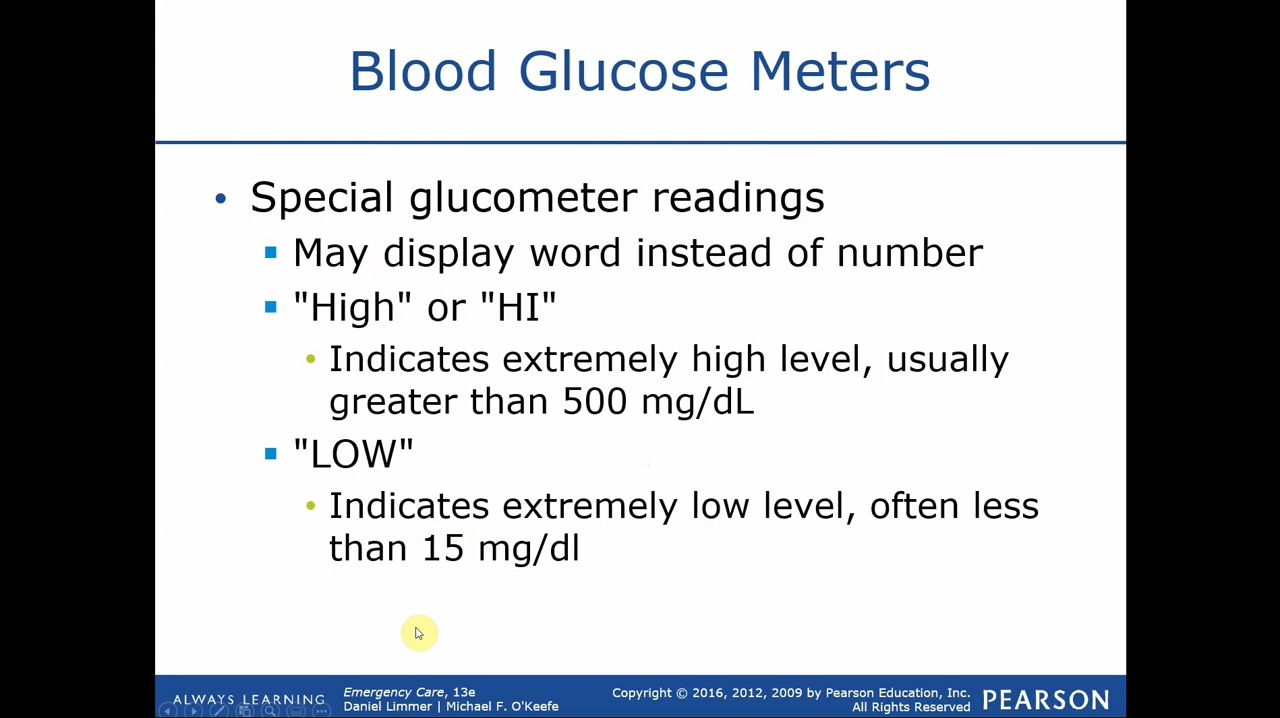 Blood Glucose Meters
• Special glucometer readings
▪ May display word instead of number
▪ "High" or "HI"
• Indicates extremely high level, usually
greater than 500 mg/dL
▪ "LOW"
• Indicates extremely low level, often less
than 15 mg/dl
ALWAYS LEARNING
Emergency Care, 13e
Daniel Limmer | Michael F. O'Keefe
Copyright © 2016, 2012, 2009 by Pearson Education, Inc.
All Rights Reserved
PEARSON